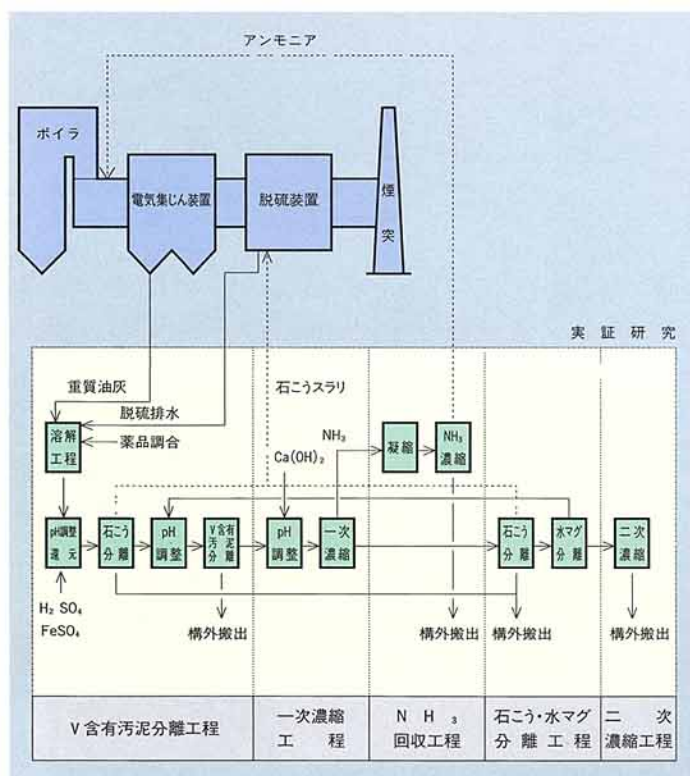 アンモニア
ボイラ
電気集じん装置
脱硫装置
煙
突
実証研究
重質油灰
石こうスラリ
脱硫排水
溶解
工程
薬品調合
NH₃
Ca(OH)₂
凝縮
NH₃
濃縮
pH調整
還元
石こう
分離
pH
調整
V含有
汚泥
分離
pH
調整
一次
濃縮
石こう
分離
水マグ
分離
二次
濃縮
H₂SO₄
FeSO₄
構外搬出
構外搬出
構外搬出
構外搬出
V含有汚泥分離工程
一次濃縮
工程
NH₃
回収工程
石こう・水マグ
分離工程
二次
濃縮工程